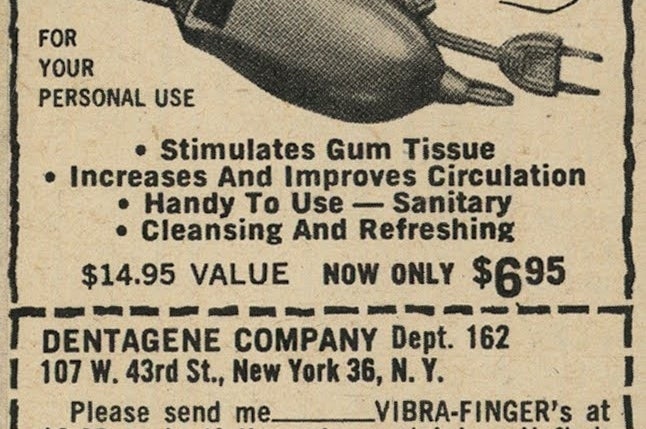 FOR
YOUR
PERSONAL USE
• Stimulates Gum Tissue
• Increases And Improves Circulation
• Handy To Use — Sanitary
• Cleansing And Refreshing
$14.95 VALUE NOW ONLY $6.95
DENTAGENE COMPANY Dept. 162
107 W. 43rd St., New York 36, N. Y.
Please send me______VIBRA-FINGER's at